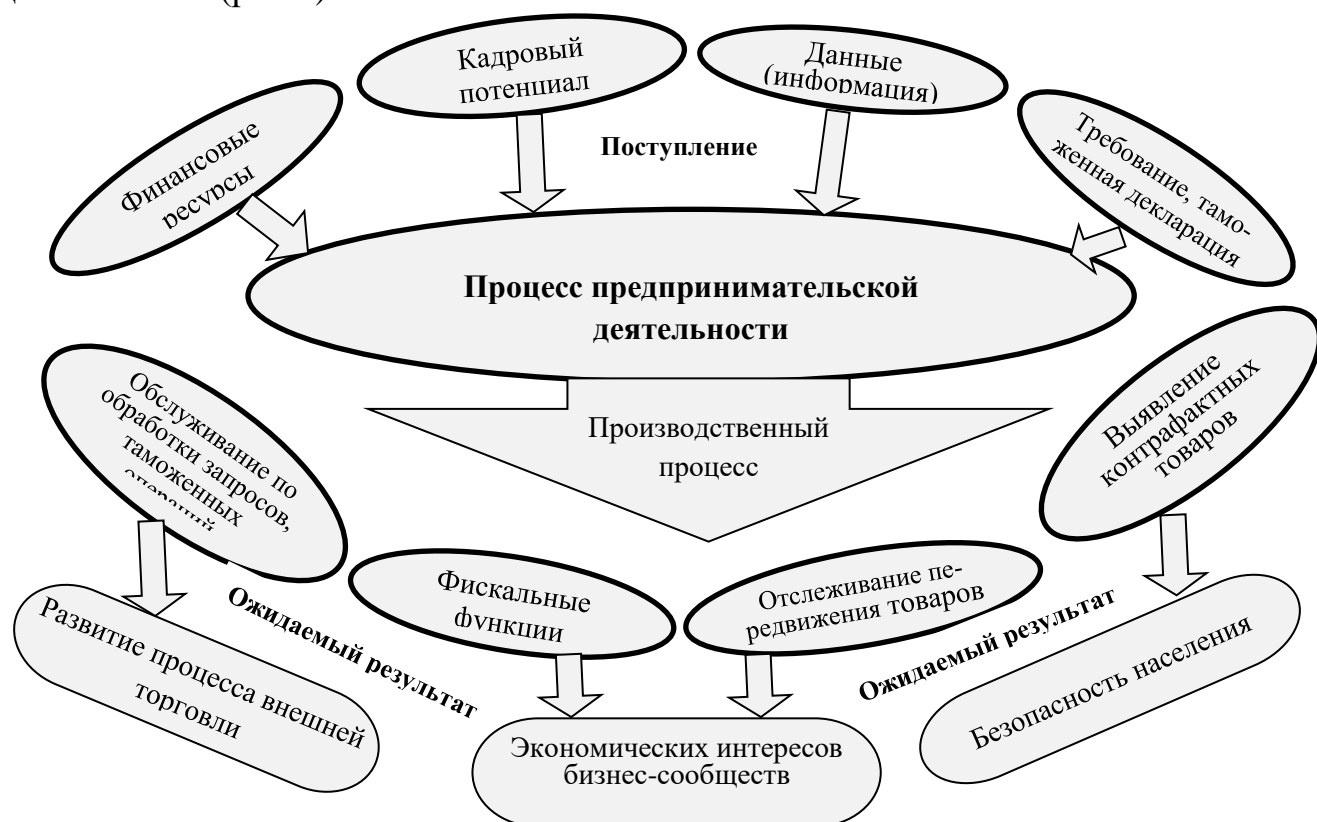 Кадровый
потенциал
Данные
(информация)
Финансовые
ресурсы
Поступление
Требование, тамо-
женная декларация
Процесс предпринимательской
деятельности
Производственный
процесс
Обслуживание по
обработки запросов,
таможенных
операций
Выявление
контрафактных
товаров
Фискальные
функции
Отслеживание пе-
редвижения товаров
Ожидаемый результат
Ожидаемый результат
Развитие процесса внешней
торговли
Экономических интересов
бизнес-сообществ
Безопасность населения